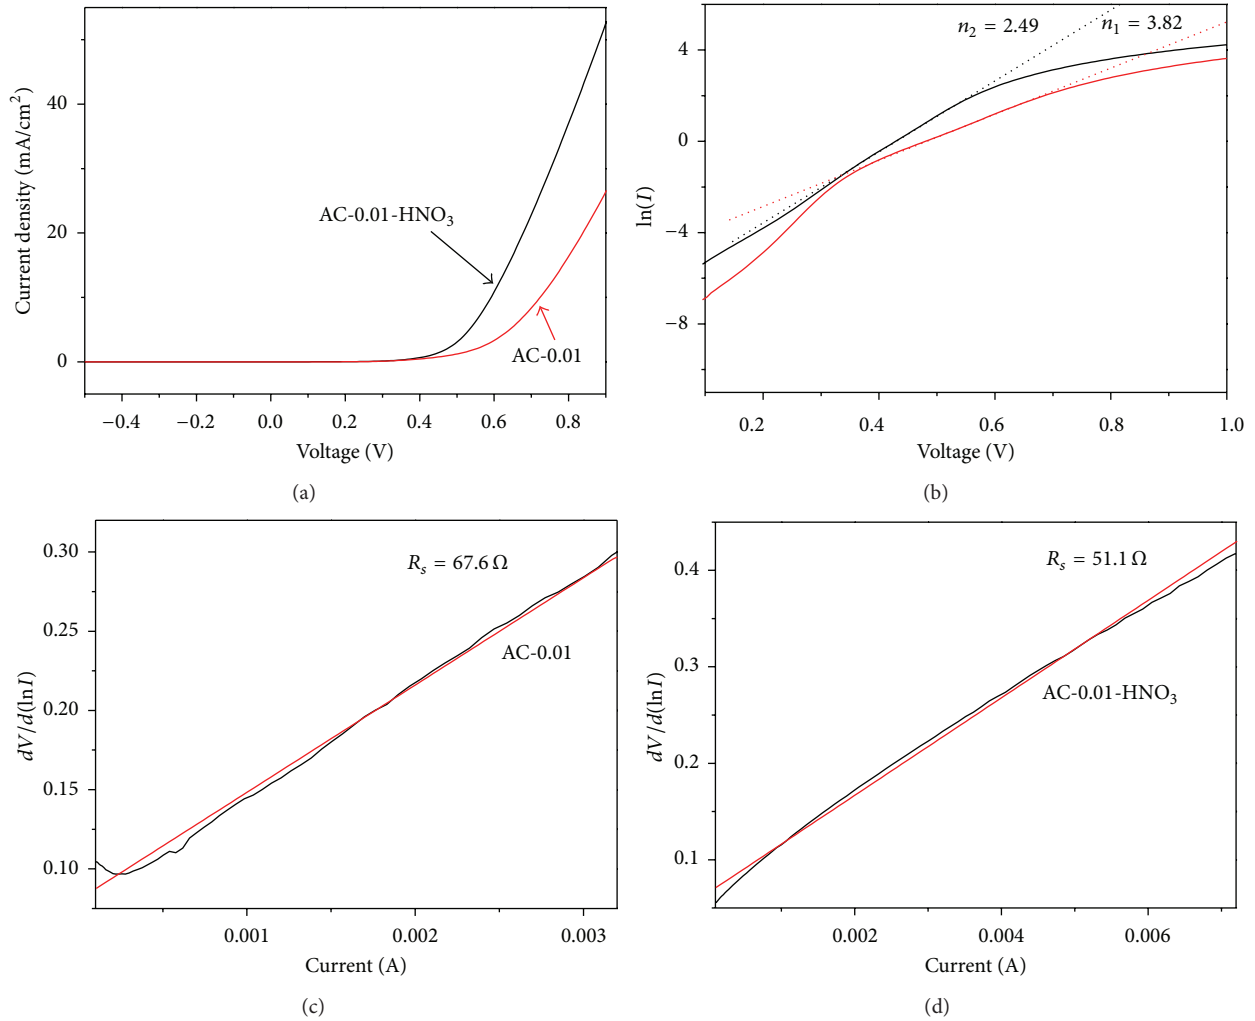 Current density (mA/cm²)
40
20
0
AC-0.01-HNO₃
AC-0.01
−0.4 −0.2 0.0 0.2 0.4 0.6 0.8
Voltage (V)
(a)
ln(I)
4
0
−4
−8
n₂ = 2.49 n₁ = 3.82
0.2 0.4 0.6 0.8 1.0
Voltage (V)
(b)
dV/d(lnI)
0.30
0.25
0.20
0.15
0.10
Rₛ = 67.6 Ω
AC-0.01
0.001 0.002 0.003
Current (A)
(c)
dV/d(lnI)
0.4
0.3
0.2
0.1
Rₛ = 51.1 Ω
AC-0.01-HNO₃
0.002 0.004 0.006
Current (A)
(d)